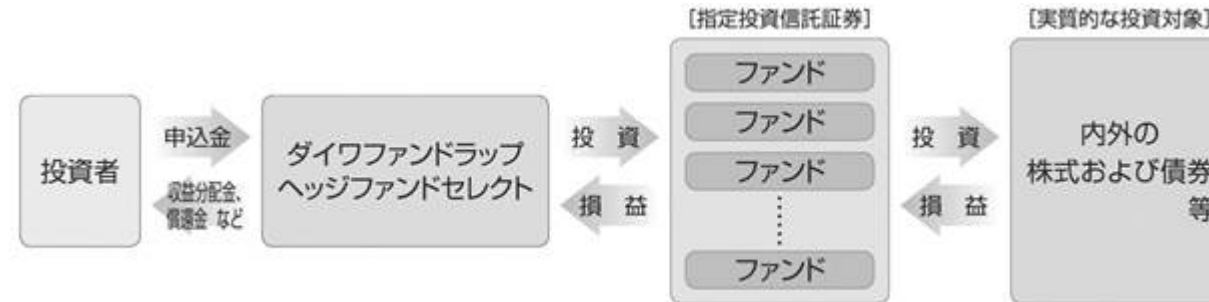 [指定投資信託証券]
[実質的な投資対象]
投資者
申込金
収益分配金、
償還金 など
ダイワファンドラップ
ヘッジファンドセレクト
投 資
損 益
ファンド
ファンド
ファンド
ファンド
投 資
損 益
内外の
株式および債券
等